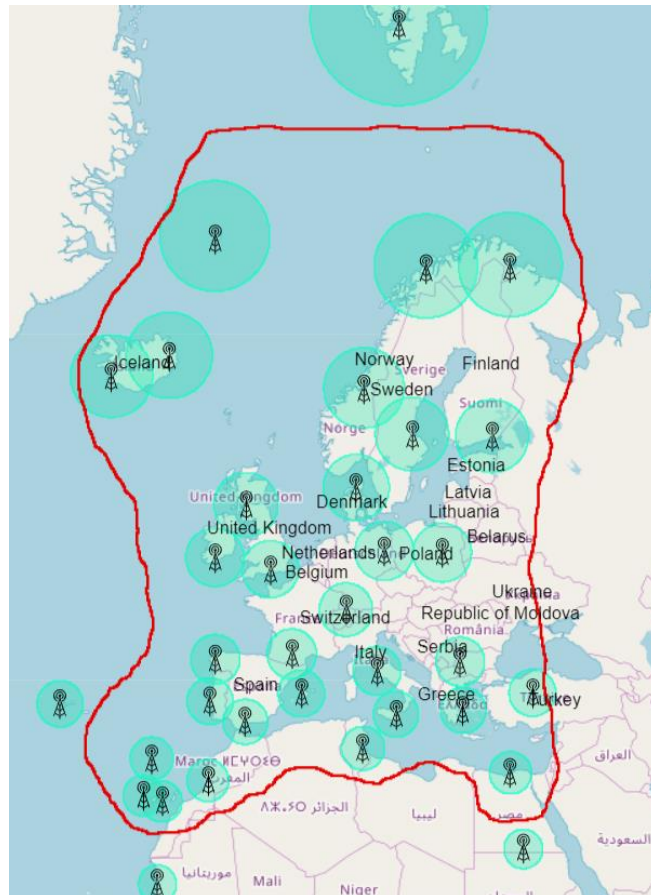 Iceland
Norway
Sverige
Finland
Sweden
Suomi
Norge
Estonia
United Kingdom
Denmark
Latvia
Lithuania
United Kingdom
Belarus
Netherlands
Poland
Belgium
Ukraine
Switzerland
Republic of Moldova
România
Italy
Serbia
Spain
Greece
Turkey
Maroc ⵍⵎⵖⵔⵉⴱ
المغرب
العراق
الجزائر
ليبيا
مصر
السعودية
Mali
Niger
موريتانيا